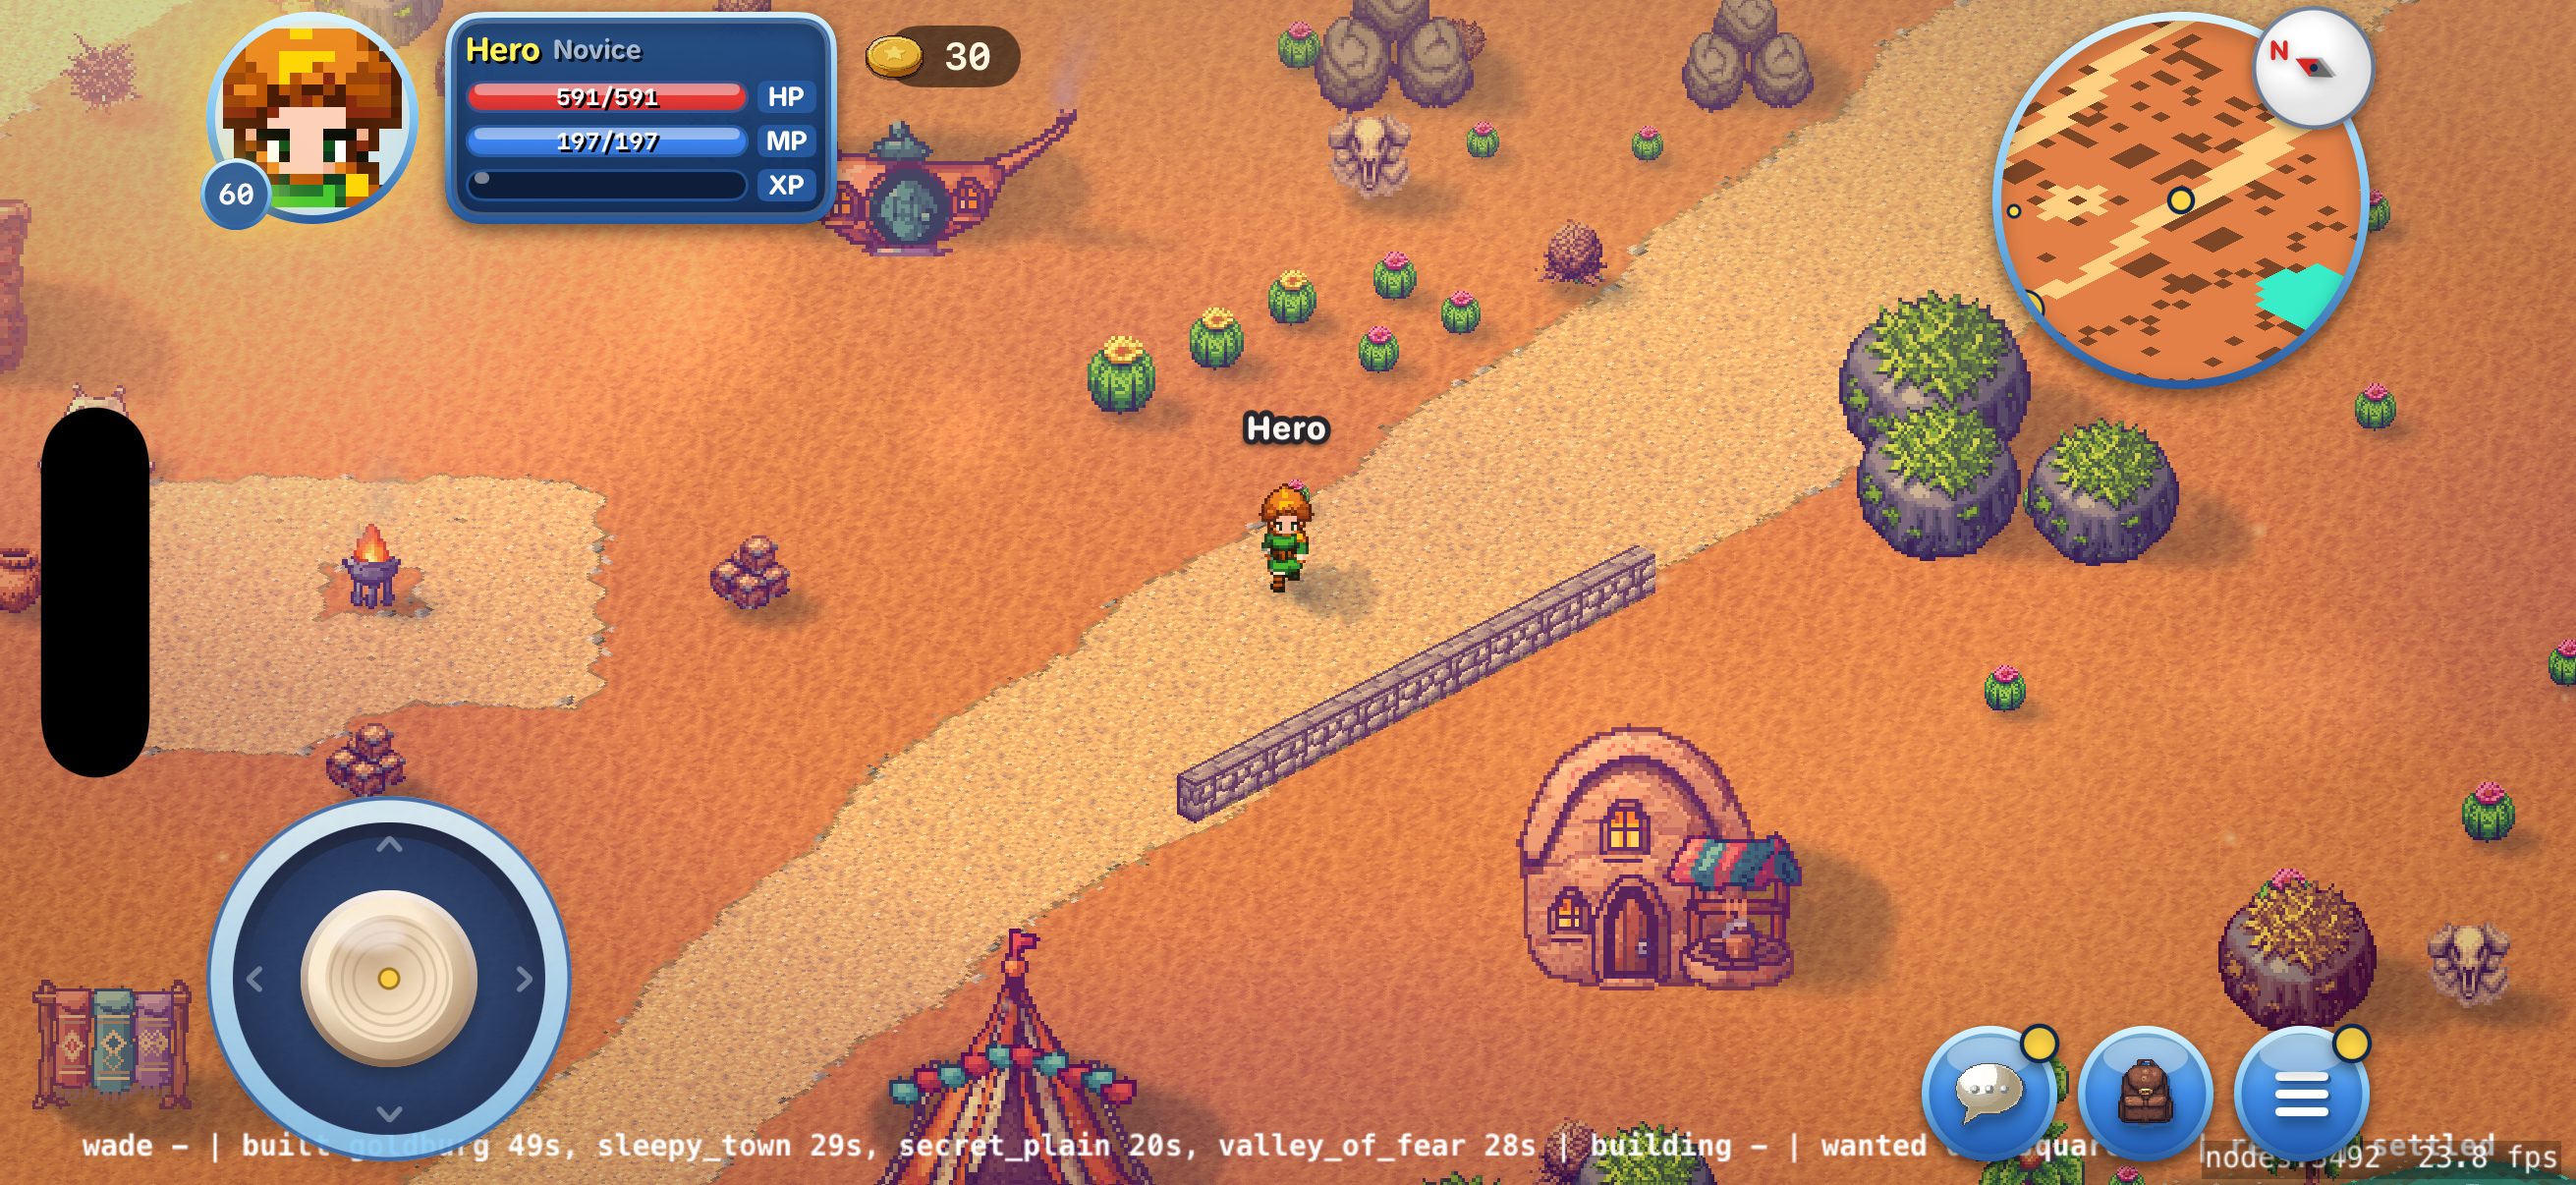 Hero Novice
591/591 HP
197/197 MP
XP
60
30
N
Hero
wade — | built goldburg 49s, sleepy_town 29s, secret_plain 20s, valley_of_fear 28s | building — | wanted
settled
23.8 fps